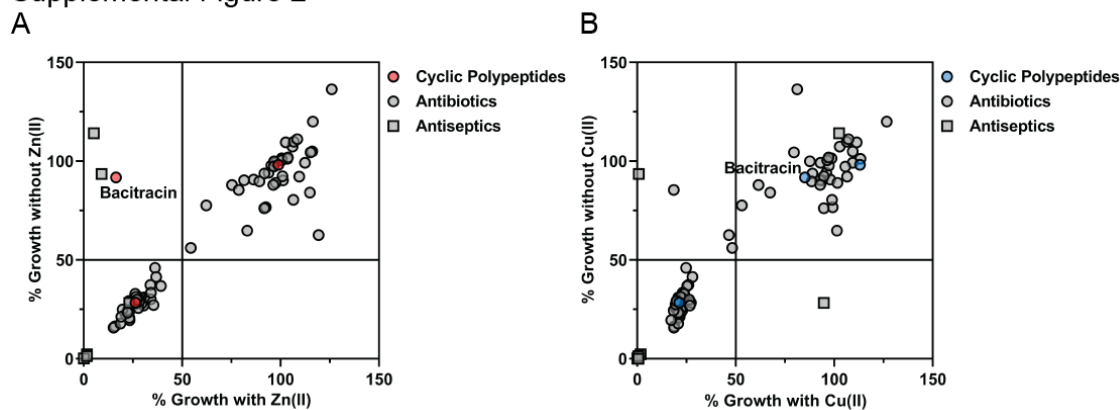 Supplemental Figure 2
A
B
150
100
50
0
0
50
100
150
% Growth without Zn(II)
% Growth with Zn(II)
Bacitracin
Cyclic Polypeptides
Antibiotics
Antiseptics
150
100
50
0
0
50
100
150
% Growth without Cu(II)
% Growth with Cu(II)
Bacitracin
Cyclic Polypeptides
Antibiotics
Antiseptics